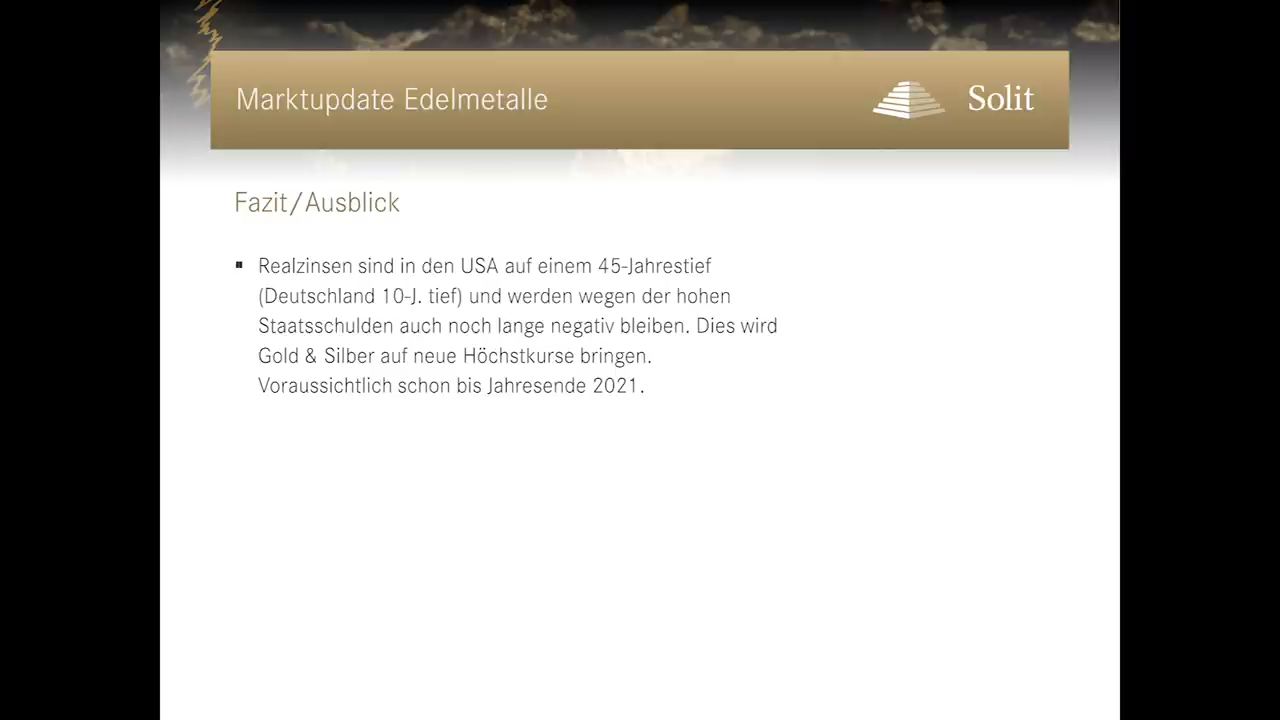 Marktupdate Edelmetalle
Solit
Fazit/Ausblick
▪ Realzinsen sind in den USA auf einem 45-Jahrestief
(Deutschland 10-J. tief) und werden wegen der hohen
Staatsschulden auch noch lange negativ bleiben. Dies wird
Gold & Silber auf neue Höchstkurse bringen.
Voraussichtlich schon bis Jahresende 2021.